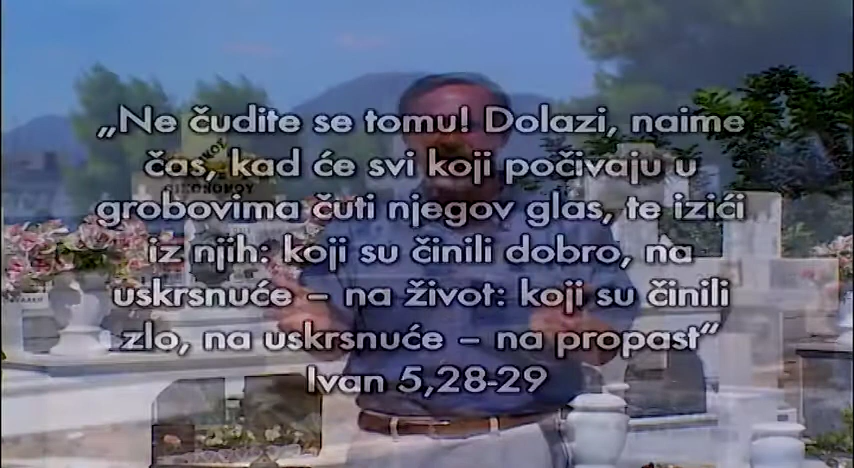 „Ne čudite se tomu! Dolazi, naime
čas, kad će svi koji počivaju u
grobovima čuti njegov glas, te izići
iz njih: koji su činili dobro, na
uskrsnuće – na život: koji su činili
zlo, na uskrsnuće – na propast“
Ivan 5,28-29